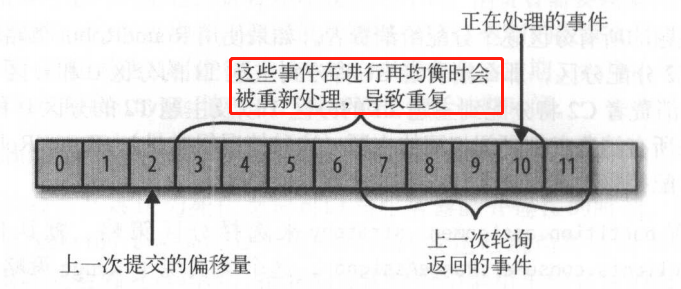 正在处理的事件
这些事件在进行再均衡时会
被重新处理，导致重复
0 1 2 3 4 5 6 7 8 9 10 11
上一次提交的偏移量
上一次轮询
返回的事件